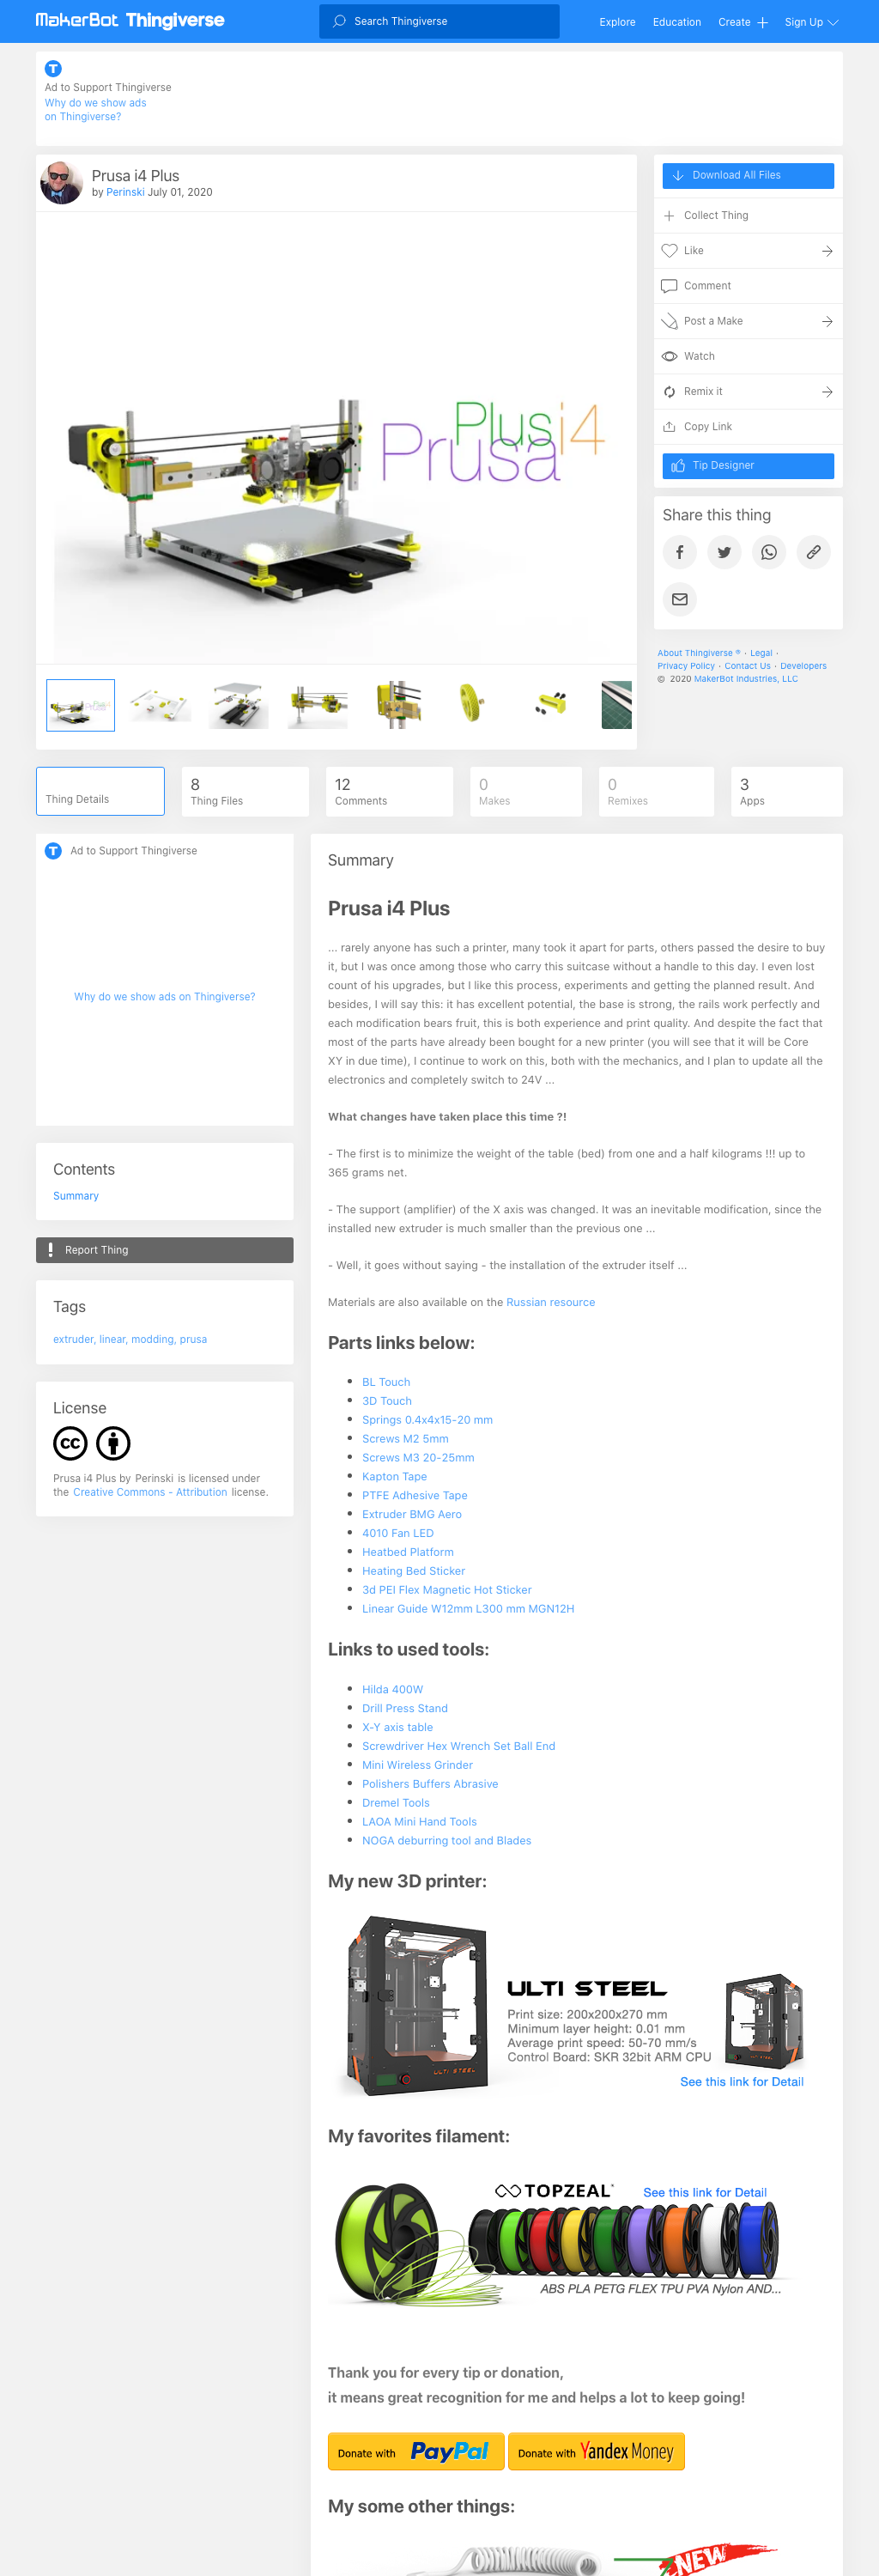 MakerBot Thingiverse
Search Thingiverse
Explore
Education
Create
Sign Up
Ad to Support Thingiverse
Why do we show ads
on Thingiverse?
Prusa i4 Plus
by Perinski July 01, 2020
Plus i4
Prusa
Download All Files
Collect Thing
Like
Comment
Post a Make
Watch
Remix it
Copy Link
Tip Designer
Share this thing
About Thingiverse ® · Legal ·
Privacy Policy · Contact Us · Developers
© 2020 MakerBot Industries, LLC
Thing Details
8
Thing Files
12
Comments
0
Makes
0
Remixes
3
Apps
Ad to Support Thingiverse
Why do we show ads on Thingiverse?
Contents
Summary
Report Thing
Tags
extruder, linear, modding, prusa
License
Prusa i4 Plus by Perinski is licensed under
the Creative Commons - Attribution license.
Summary
Prusa i4 Plus
... rarely anyone has such a printer, many took it apart for parts, others passed the desire to buy
it, but I was once among those who carry this suitcase without a handle to this day. I even lost
count of his upgrades, but I like this process, experiments and getting the planned result. And
besides, I will say this: it has excellent potential, the base is strong, the rails work perfectly and
each modification bears fruit, this is both experience and print quality. And despite the fact that
most of the parts have already been bought for a new printer (you will see that it will be Core
XY in due time), I continue to work on this, both with the mechanics, and I plan to update all the
electronics and completely switch to 24V ...
What changes have taken place this time ?!
- The first is to minimize the weight of the table (bed) from one and a half kilograms !!! up to
365 grams net.
- The support (amplifier) of the X axis was changed. It was an inevitable modification, since the
installed new extruder is much smaller than the previous one ...
- Well, it goes without saying - the installation of the extruder itself ...
Materials are also available on the Russian resource
Parts links below:
BL Touch
3D Touch
Springs 0.4x4x15-20 mm
Screws M2 5mm
Screws M3 20-25mm
Kapton Tape
PTFE Adhesive Tape
Extruder BMG Aero
4010 Fan LED
Heatbed Platform
Heating Bed Sticker
3d PEI Flex Magnetic Hot Sticker
Linear Guide W12mm L300 mm MGN12H
Links to used tools:
Hilda 400W
Drill Press Stand
X-Y axis table
Screwdriver Hex Wrench Set Ball End
Mini Wireless Grinder
Polishers Buffers Abrasive
Dremel Tools
LAOA Mini Hand Tools
NOGA deburring tool and Blades
My new 3D printer:
ULTI STEEL
Print size: 200x200x270 mm
Minimum layer height: 0.01 mm
Average print speed: 50-70 mm/s
Control Board: SKR 32bit ARM CPU
See this link for Detail
ULTI STEEL
My favorites filament:
TOPZEAL®
See this link for Detail
ABS PLA PETG FLEX TPU PVA Nylon AND...
Thank you for every tip or donation,
it means great recognition for me and helps a lot to keep going!
Donate with PayPal
Donate with Yandex Money
My some other things:
NEW